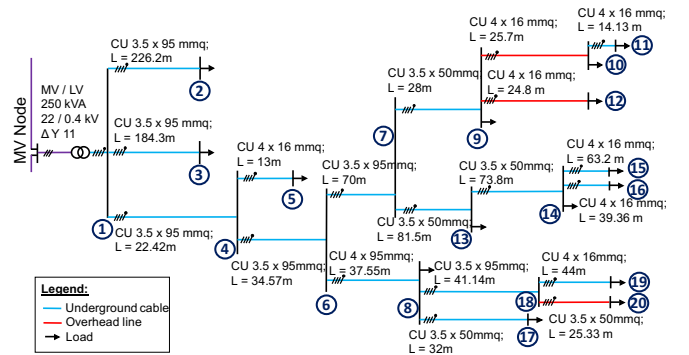 CU 3.5 x 95 mmq;
L = 226.2m
2
MV Node
MV / LV
250 kVA
22 / 0.4 kV
Δ Y 11
CU 3.5 x 95 mmq;
L = 184.3m
3
1
CU 3.5 x 95 mmq;
L = 22.42m
CU 4 x 16 mmq;
L = 13m
5
4
CU 3.5 x 95mmq;
L = 34.57m
CU 3.5 x 95mmq;
L = 70m
6
CU 4 x 95mmq;
L = 37.55m
7
CU 3.5 x 50mmq;
L = 28m
CU 3.5 x 50mmq;
L = 81.5m
CU 4 x 16 mmq;
L = 25.7m
CU 4 x 16 mmq;
L = 24.8 m
9
CU 4 x 16 mmq;
L = 14.13m
11
10
12
CU 3.5 x 50mmq;
L = 73.8m
13
CU 4 x 16 mmq;
L = 63.2 m
15
16
14
CU 4 x 16 mmq;
L = 39.36 m
8
CU 3.5 x 95mmq;
L = 41.14m
CU 3.5 x 50mmq;
L = 32m
17
18
CU 4 x 16mmq;
L = 44m
19
20
CU 3.5 x 50mmq;
L = 25.33 m
Legend:
Underground cable
Overhead line
Load